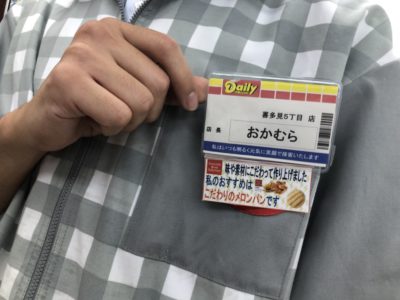 Daily
喜多見5丁目 店
店長 おかむら
私はいつも明るく元気に笑顔で接客いたします
味や素材にこだわって作り上げました
私のおすすめは
こだわりのメロンパンです